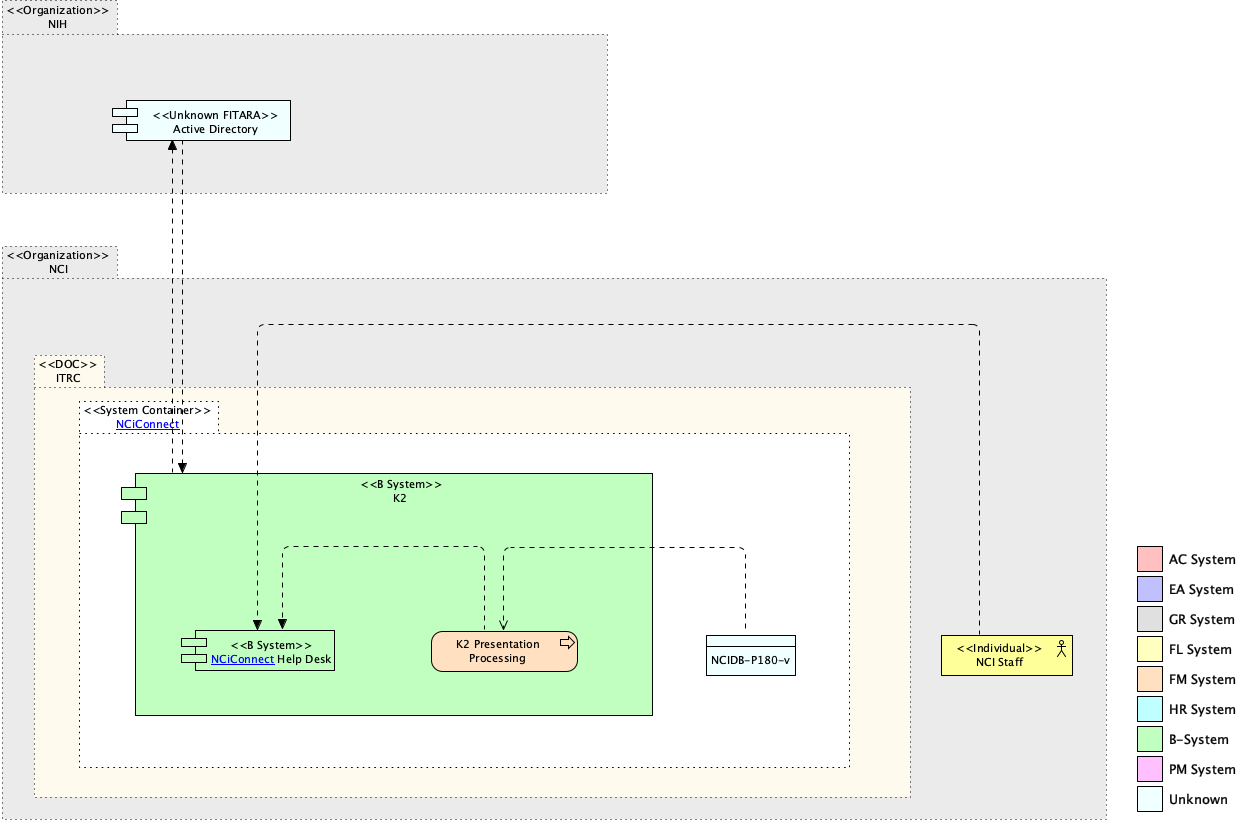 <<Organization>>
NIH
<<Unknown FITARA>>
Active Directory
<<Organization>>
NCI
<<DOC>>
ITRC
<<System Container>>
NCiConnect
<<B System>>
K2
<<B System>>
NCiConnect Help Desk
K2 Presentation
Processing
NCIDB-P180-v
<<Individual>>
NCI Staff
AC System
EA System
GR System
FL System
FM System
HR System
B-System
PM System
Unknown